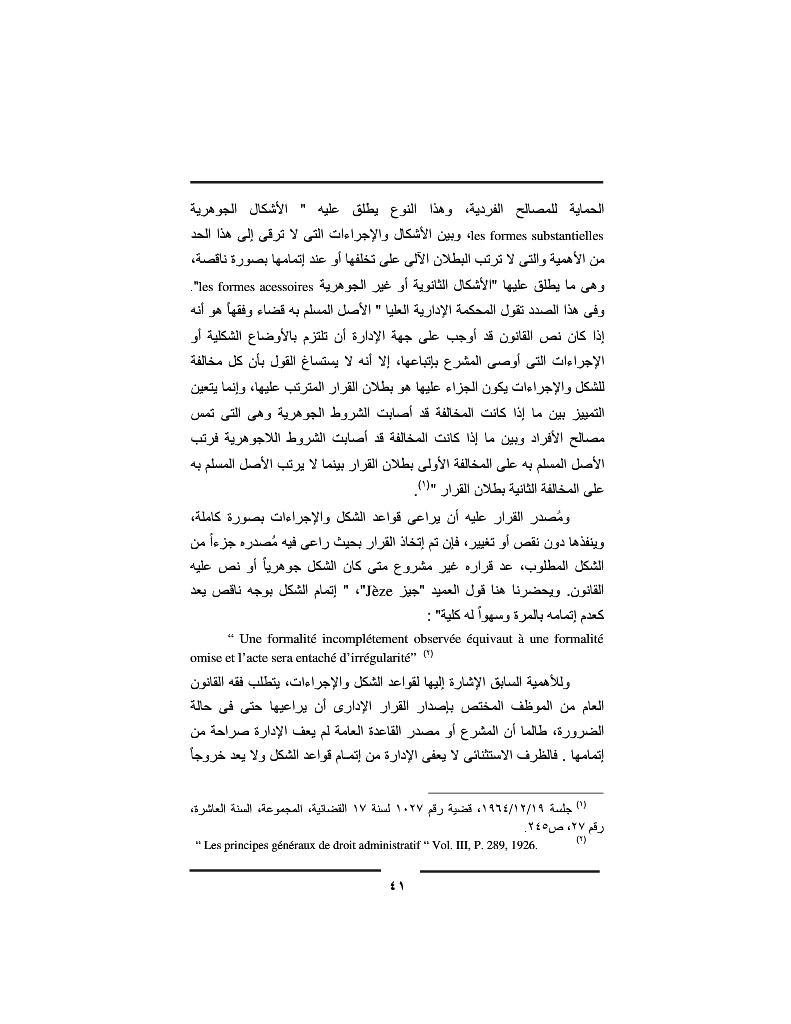 الحماية للمصالح الفردية، وهذا النوع يطلق عليه " الأشكال الجوهرية
les formes substantielles، وبين الأشكال والإجراءات التى لا ترقى إلى هذا الحد
من الأهمية والتى لا ترتب البطلان الآلى على تخلفها أو عند إتمامها بصورة ناقصة،
وهى ما يطلق عليها "الأشكال الثانوية أو غير الجوهرية les formes acessoires".
وفى هذا الصدد تقول المحكمة الإدارية العليا " الأصل المسلم به قضاء وفقهاً هو أنه
إذا كان نص القانون قد أوجب على جهة الإدارة أن تلتزم بالأوضاع الشكلية أو
الإجراءات التى أوصى المشرع بإتباعها، إلا أنه لا يستساغ القول بأن كل مخالفة
للشكل والإجراءات يكون الجزاء عليها هو بطلان القرار المترتب عليها، وإنما يتعين
التمييز بين ما إذا كانت المخالفة قد أصابت الشروط الجوهرية وهى التى تمس
مصالح الأفراد وبين ما إذا كانت المخالفة قد أصابت الشروط اللاجوهرية فرتب
الأصل المسلم به على المخالفة الأولى بطلان القرار بينما لا يرتب الأصل المسلم به
على المخالفة الثانية بطلان القرار "(١).
ومُصدر القرار عليه أن يراعى قواعد الشكل والإجراءات بصورة كاملة،
وينفذها دون نقص أو تغيير، فإن تم إتخاذ القرار بحيث راعى فيه مُصدره جزءاً من
الشكل المطلوب، عد قراره غير مشروع متى كان الشكل جوهرياً أو نص عليه
القانون. ويحضرنا هنا قول العميد "جيز Jèze"، " إتمام الشكل بوجه ناقص يعد
كعدم إتمامه بالمرة وسهواً له كلية" :
“ Une formalité incomplétement observée équivaut à une formalité
omise et l’acte sera entaché d’irrégularité” (٢)
وللأهمية السابق الإشارة إليها لقواعد الشكل والإجراءات، يتطلب فقه القانون
العام من الموظف المختص بإصدار القرار الإدارى أن يراعيها حتى فى حالة
الضرورة، طالما أن المشرع أو مصدر القاعدة العامة لم يعف الإدارة صراحة من
إتمامها . فالظرف الاستثنائى لا يعفى الإدارة من إتمـام قواعد الشكل ولا يعد خروجاً
(١) جلسة ١٩٦٤/١٢/١٩، قضية رقم ١٠٢٧ لسنة ١٧ القضائية، المجموعة، السنة العاشرة،
رقم ٢٧، ص٢٤٥.
(٢) “ Les principes généraux de droit administratif “ Vol. III, P. 289, 1926.
٤١